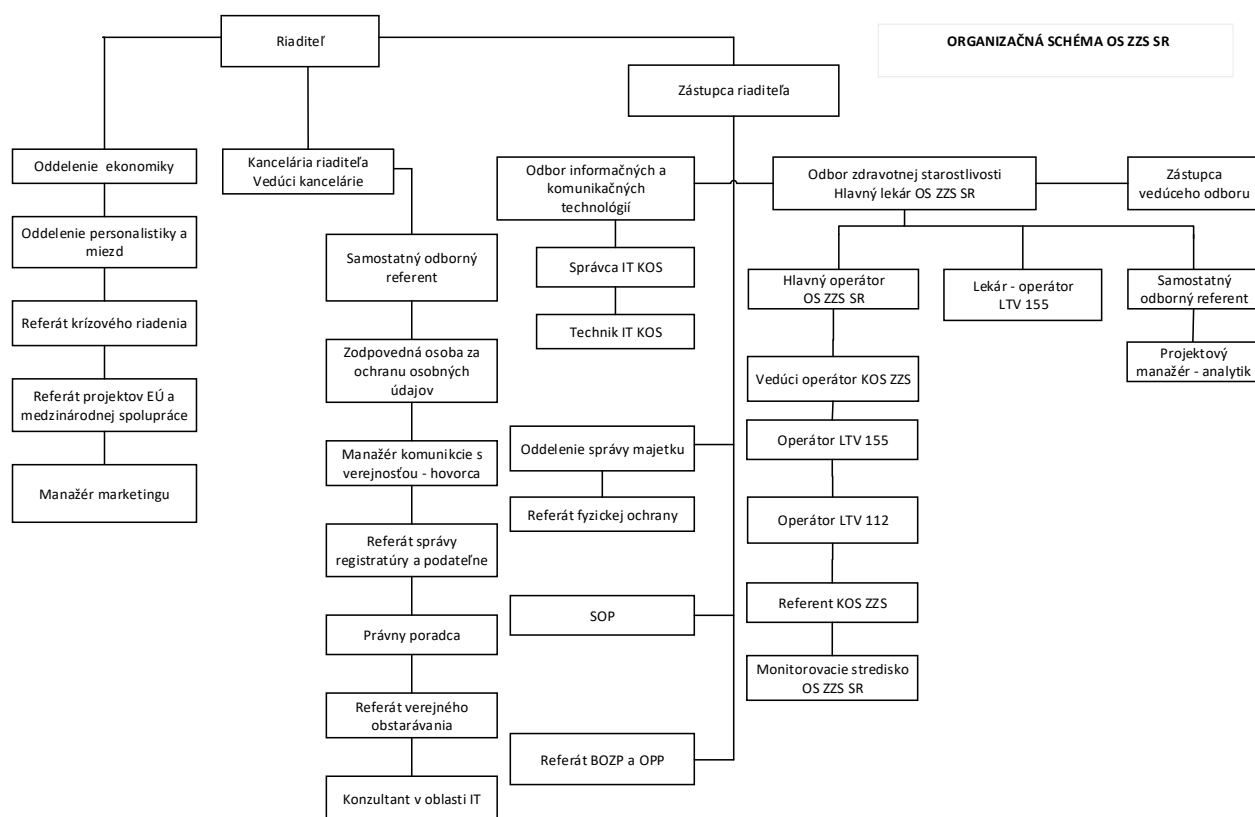 Riaditeľ
ORGANIZAČNÁ SCHÉMA OS ZZS SR
Zástupca riaditeľa
Oddelenie ekonomiky
Kancelária riaditeľa
Vedúci kancelárie
Odbor informačných a
komunikačných
technológií
Odbor zdravotnej starostlivosti
Hlavný lekár OS ZZS SR
Zástupca
vedúceho odboru
Oddelenie personalistiky a
miezd
Samostatný odborný
referent
Správca IT KOS
Hlavný operátor
OS ZZS SR
Lekár - operátor
LTV 155
Samostatný
odborný referent
Referát krízového riadenia
Technik IT KOS
Zodpovedná osoba za
ochranu osobných
údajov
Vedúci operátor KOS ZZS
Projektový
manažér - analytik
Referát projektov EÚ a
medzinárodnej spolupráce
Manažér komunikcie s
verejnosťou - hovorca
Oddelenie správy majetku
Operátor LTV 155
Manažér marketingu
Referát fyzickej ochrany
Operátor LTV 112
Referát správy
registratúry a podateľne
Referent KOS ZZS
SOP
Právny poradca
Monitorovacie stredisko
OS ZZS SR
Referát verejného
obstarávania
Referát BOZP a OPP
Konzultant v oblasti IT